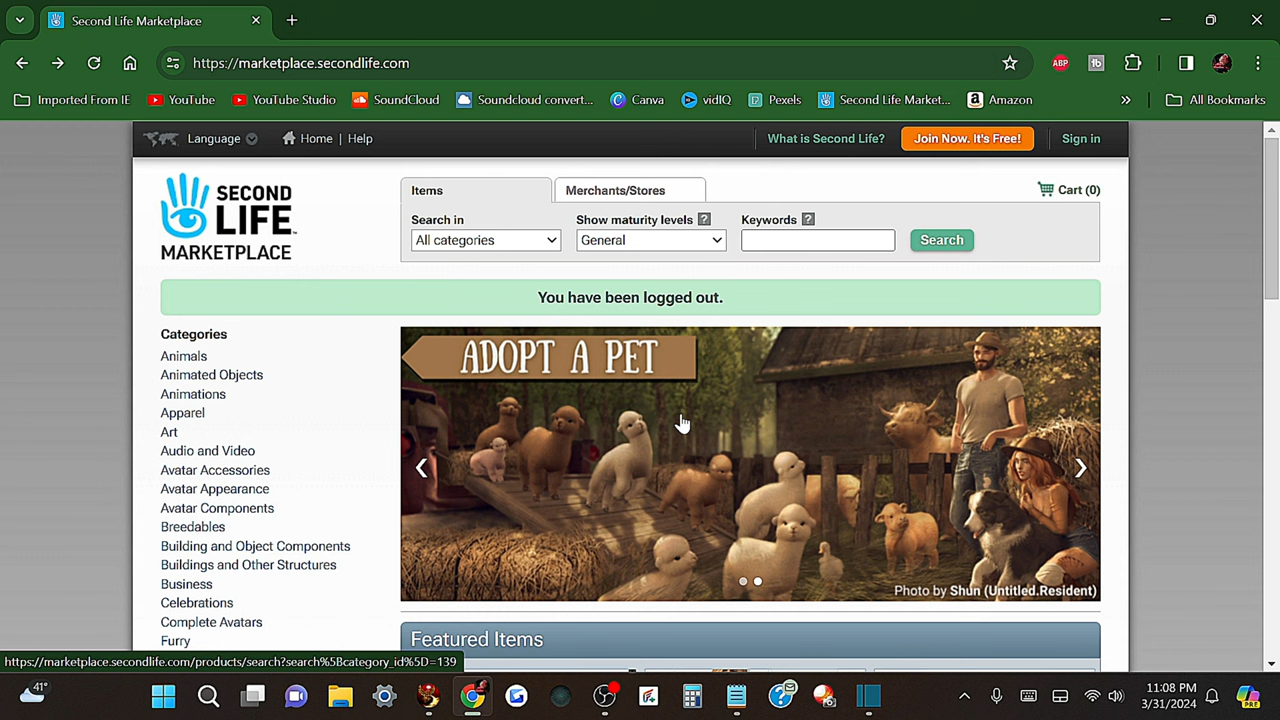 Second Life Marketplace
https://marketplace.secondlife.com
ABP
tb
Imported From IE
YouTube
YouTube Studio
SoundCloud
Soundcloud convert...
Canva
vidIQ
Pexels
Second Life Market...
Amazon
»
All Bookmarks
Language
Home | Help
What is Second Life?
Join Now. It's Free!
Sign in
SECOND
LIFE™
MARKETPLACE
Items
Merchants/Stores
Cart (0)
Search in
Show maturity levels ?
Keywords ?
All categories
General
Search
You have been logged out.
Categories
Animals
Animated Objects
Animations
Apparel
Art
Audio and Video
Avatar Accessories
Avatar Appearance
Avatar Components
Breedables
Building and Object Components
Buildings and Other Structures
Business
Celebrations
Complete Avatars
Furry
ADOPT A PET
Photo by Shun (Untitled.Resident)
Featured Items
https://marketplace.secondlife.com/products/search?search%5Bcategory_id%5D=139
41°
11:08 PM
3/31/2024
PRE